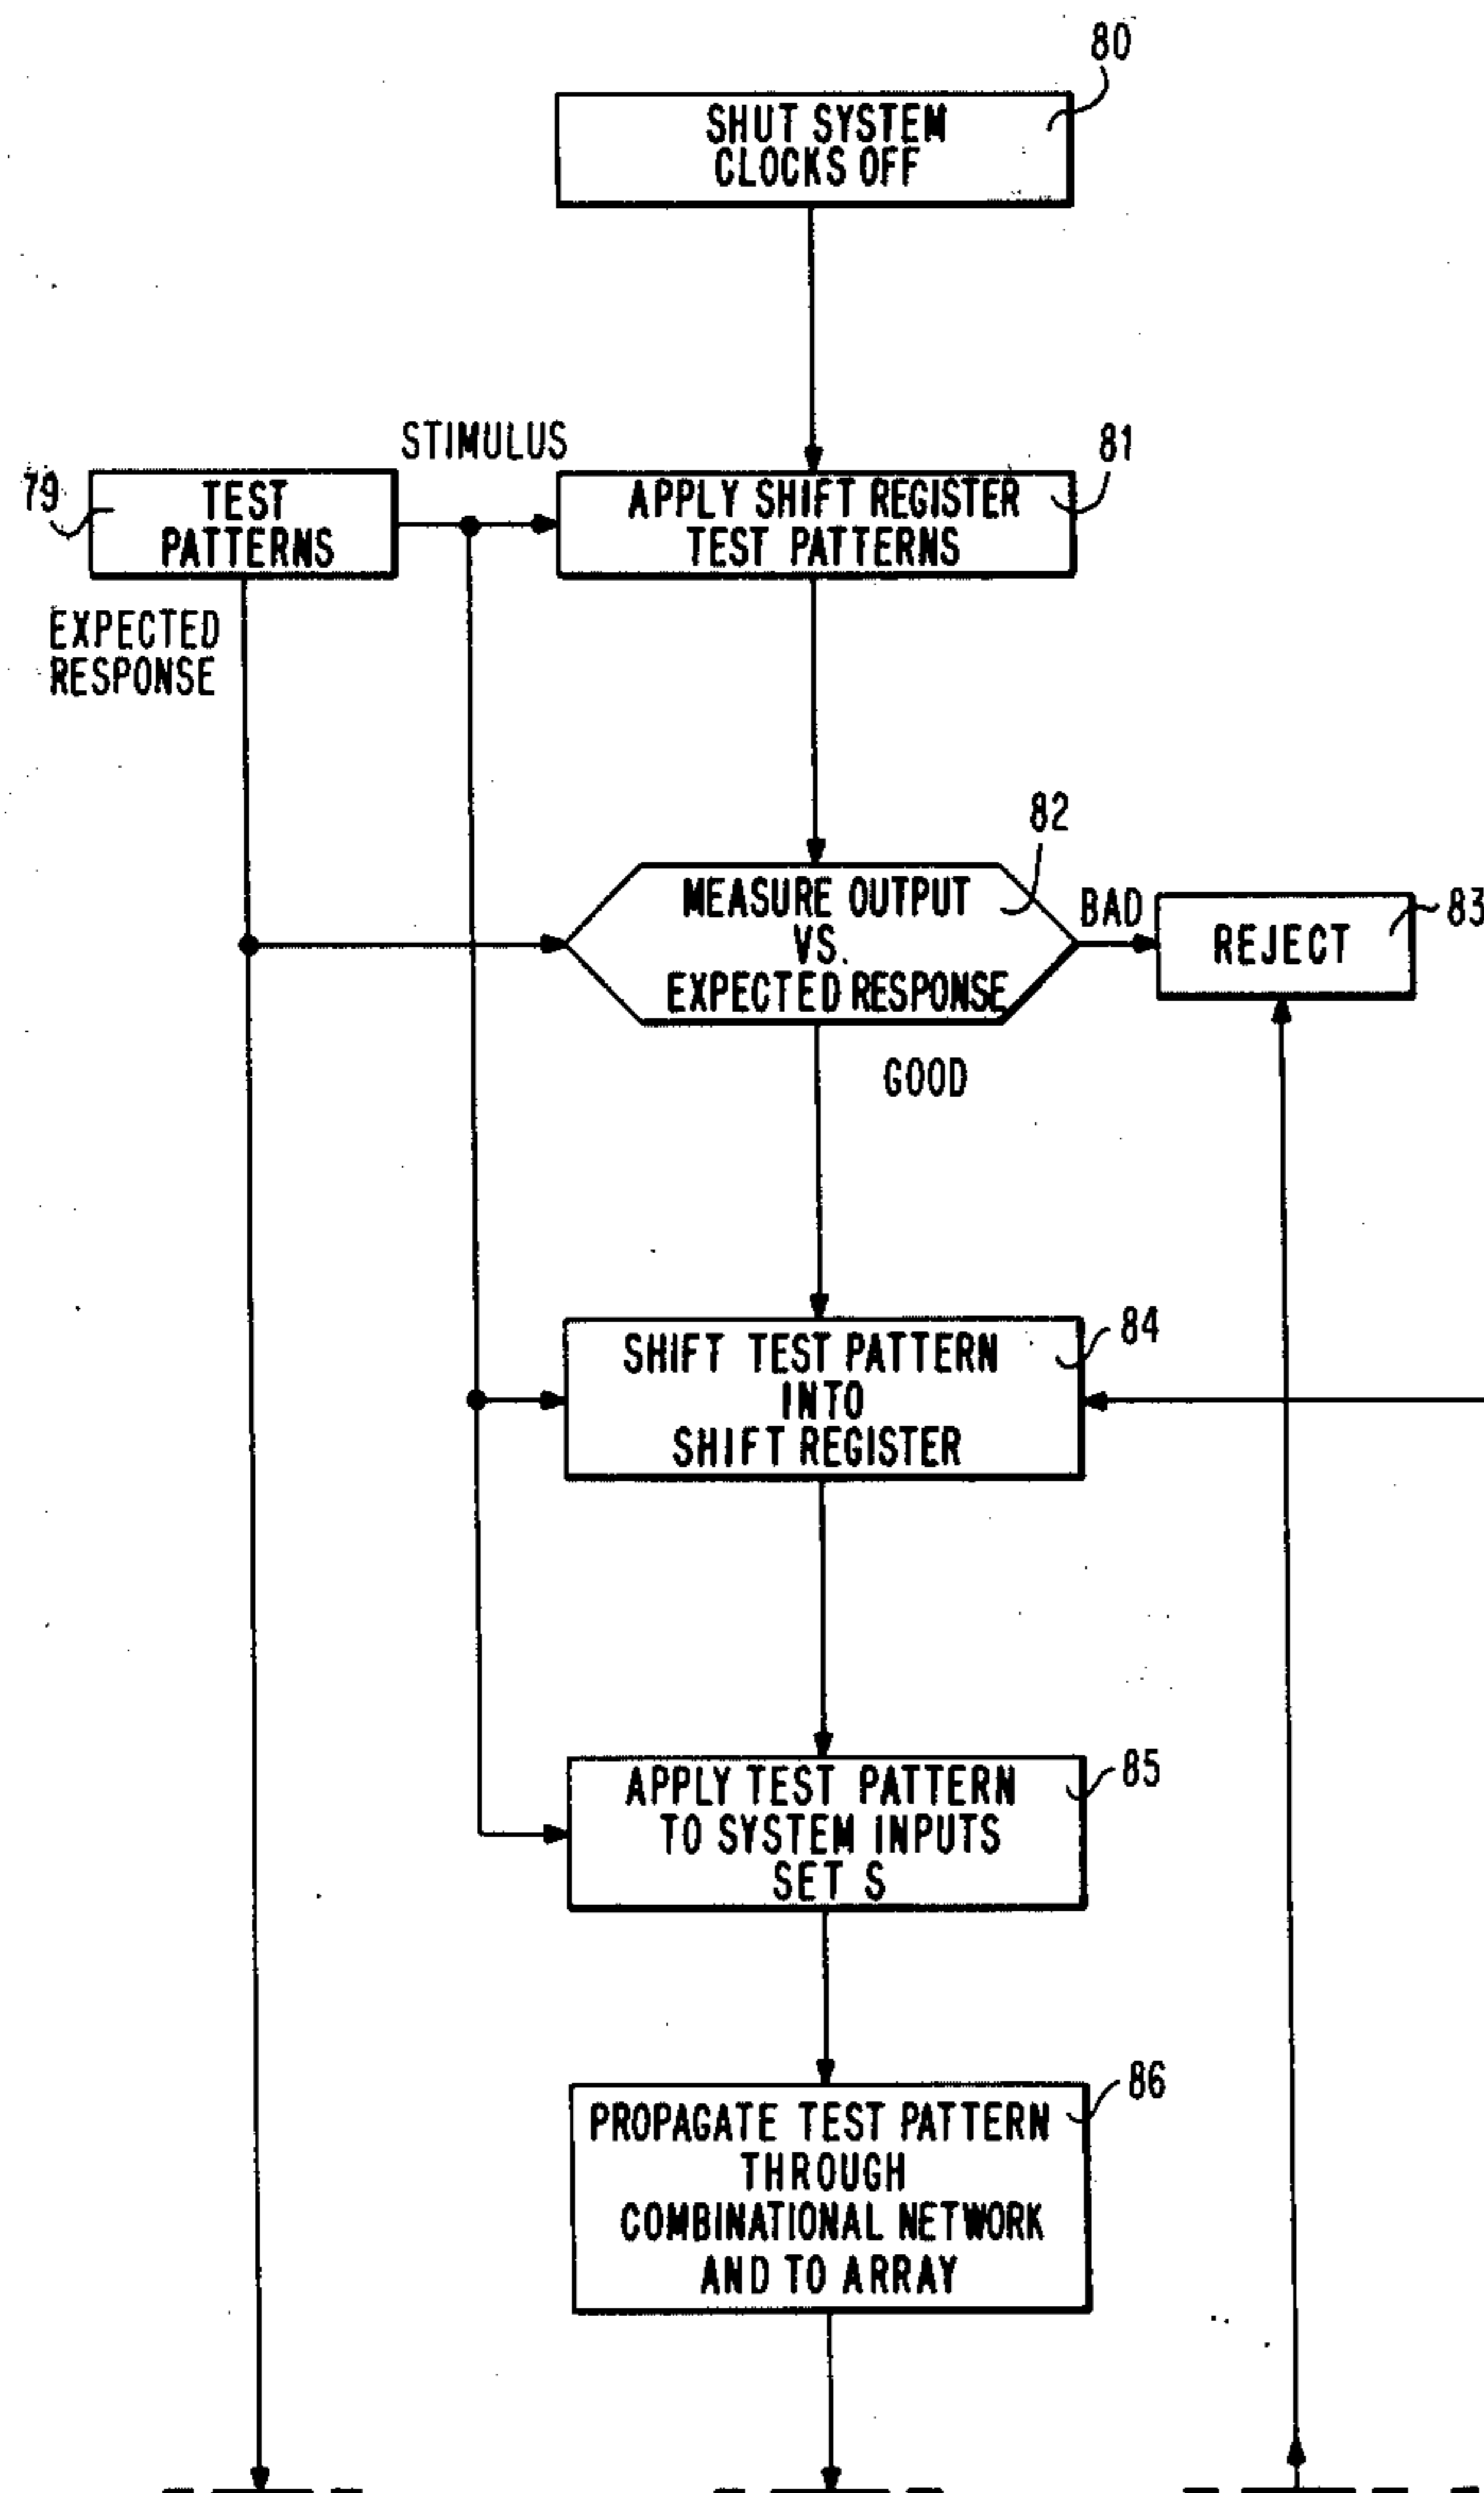 80
SHUT SYSTEM
CLOCKS OFF
STIMULUS
81
79
TEST
PATTERNS
APPLY SHIFT REGISTER
TEST PATTERNS
EXPECTED
RESPONSE
82
MEASURE OUTPUT
VS.
EXPECTED RESPONSE
BAD
83
REJECT
GOOD
84
SHIFT TEST PATTERN
INTO
SHIFT REGISTER
85
APPLY TEST PATTERN
TO SYSTEM INPUTS
SET S
86
PROPAGATE TEST PATTERN
THROUGH
COMBINATIONAL NETWORK
AND TO ARRAY